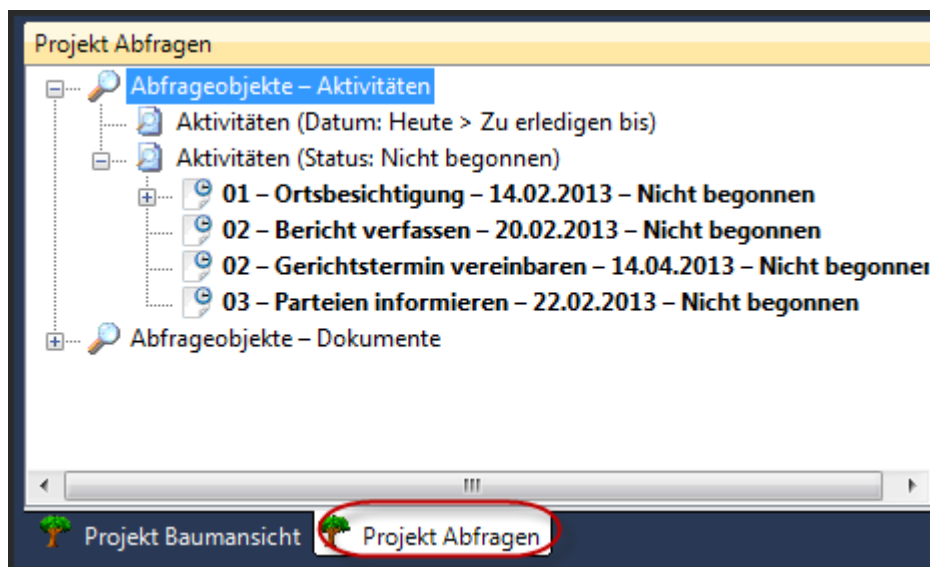 Projekt Abfragen
Abfrageobjekte – Aktivitäten
Aktivitäten (Datum: Heute > Zu erledigen bis)
Aktivitäten (Status: Nicht begonnen)
01 – Ortsbesichtigung – 14.02.2013 – Nicht begonnen
02 – Bericht verfassen – 20.02.2013 – Nicht begonnen
02 – Gerichtstermin vereinbaren – 14.04.2013 – Nicht begonnen
03 – Parteien informieren – 22.02.2013 – Nicht begonnen
Abfrageobjekte – Dokumente
Projekt Baumansicht Projekt Abfragen